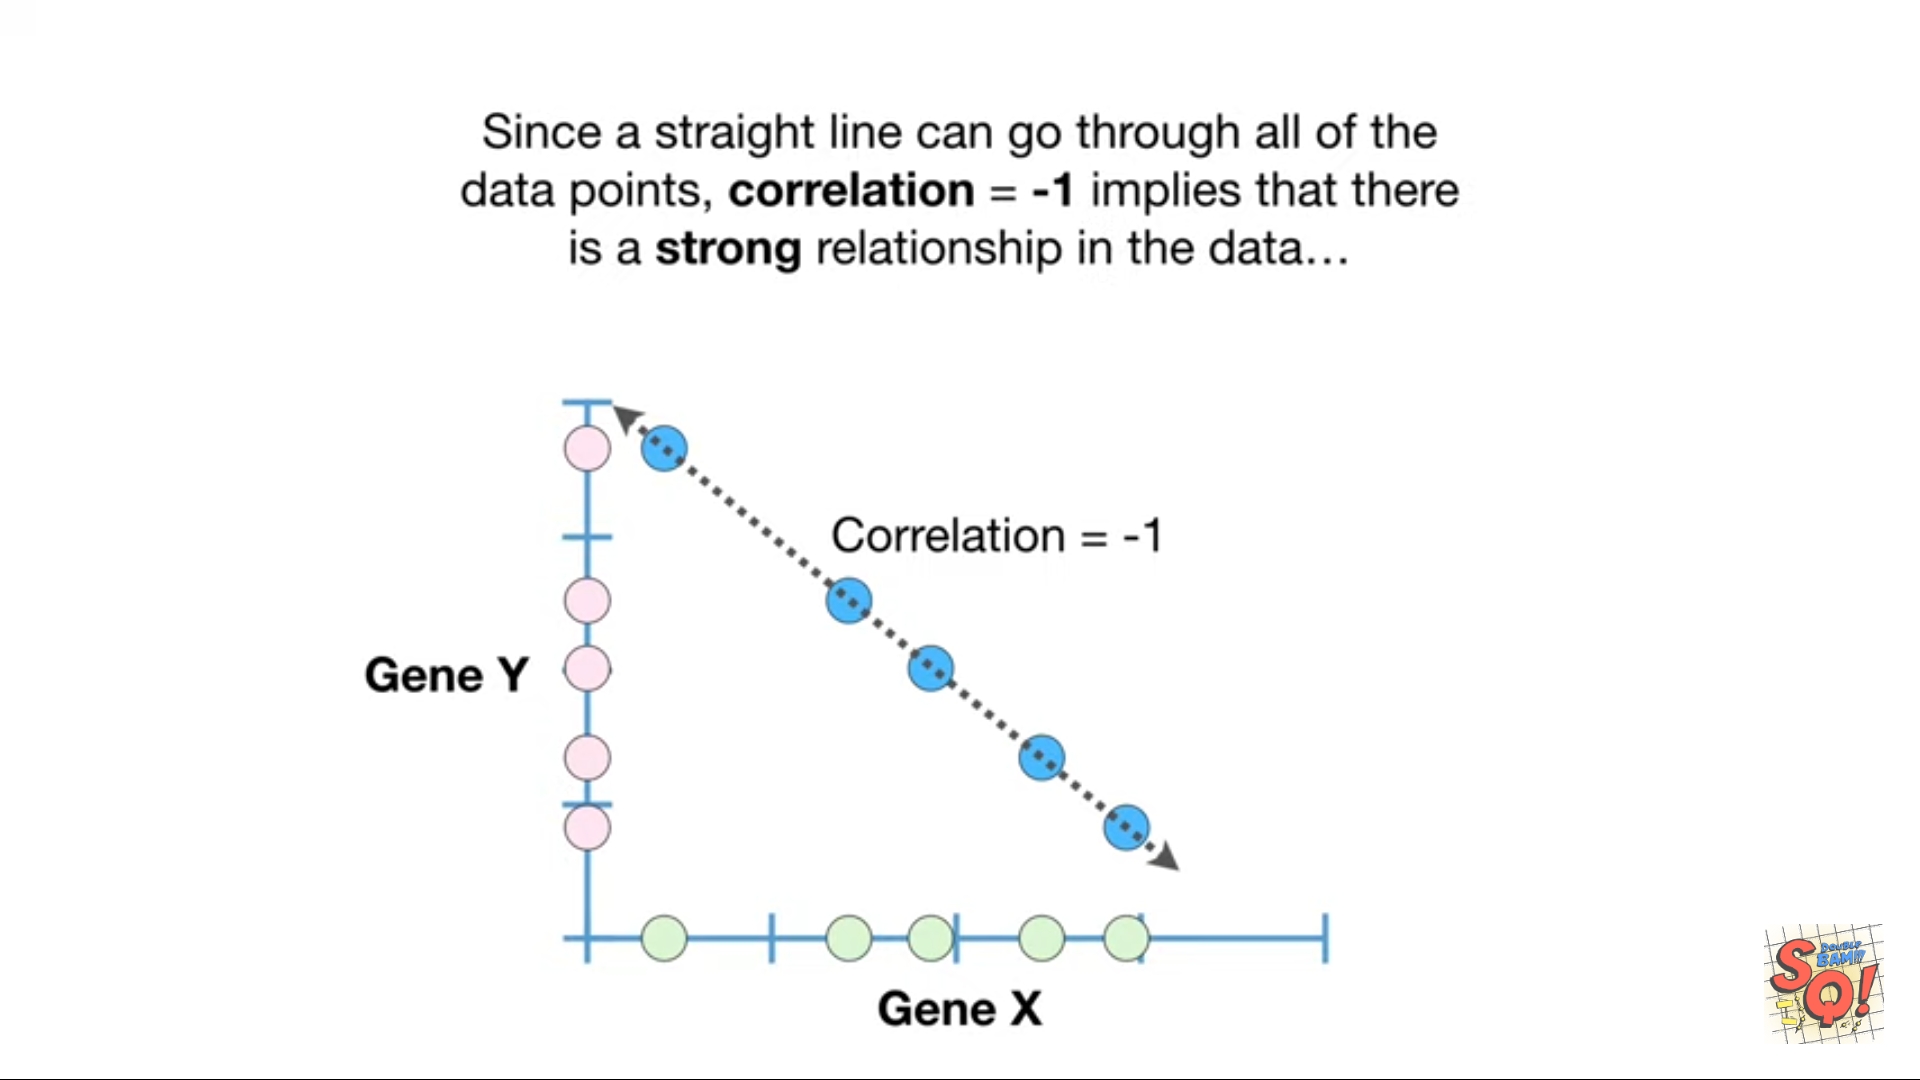 Since a straight line can go through all of the
data points, correlation = -1 implies that there
is a strong relationship in the data…
Correlation = -1
Gene Y
Gene X
DOUBLE
BAM!!
SQ!